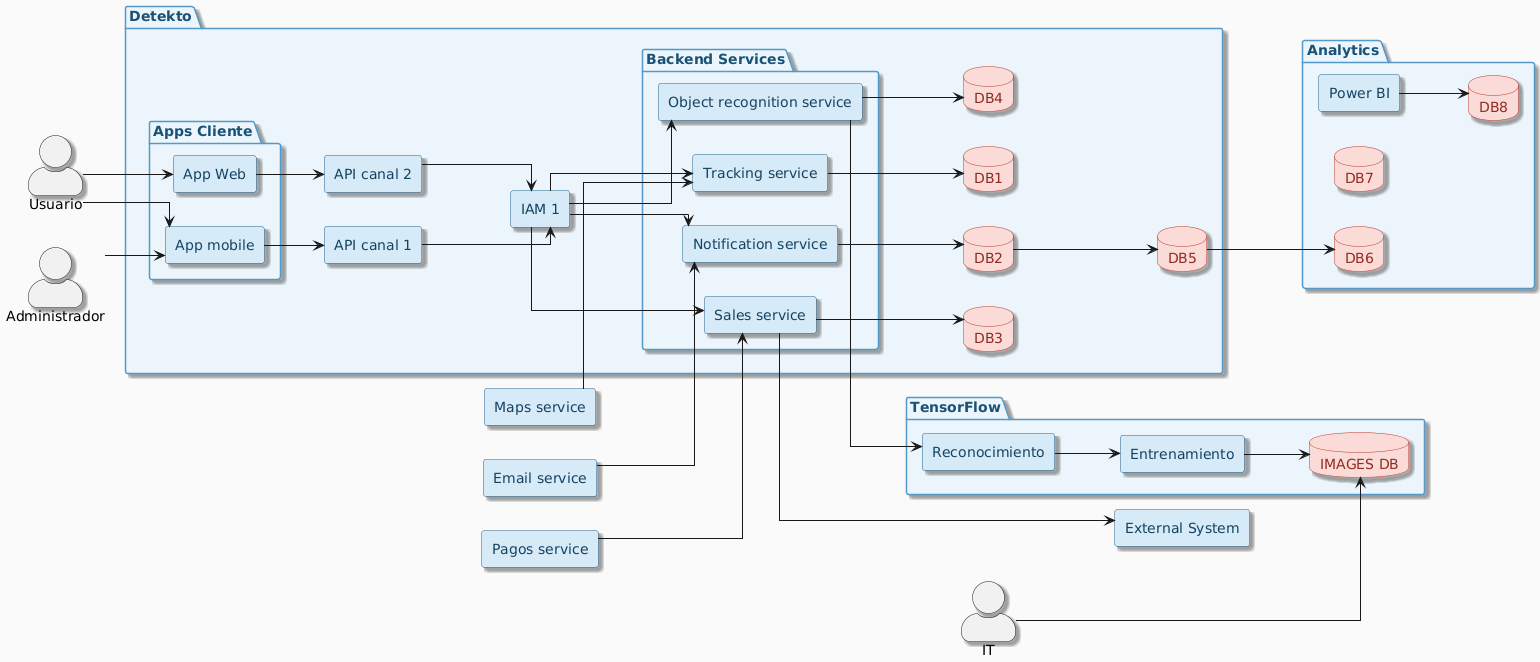 Detekto
Analytics
Backend Services
Power BI
DB8
Object recognition service
DB4
Apps Cliente
App Web
API canal 2
Tracking service
DB1
DB7
Usuario
IAM 1
App mobile
API canal 1
Notification service
DB2
DB5
DB6
Administrador
Sales service
DB3
Maps service
TensorFlow
Reconocimiento
Entrenamiento
IMAGES DB
Email service
External System
Pagos service
IT